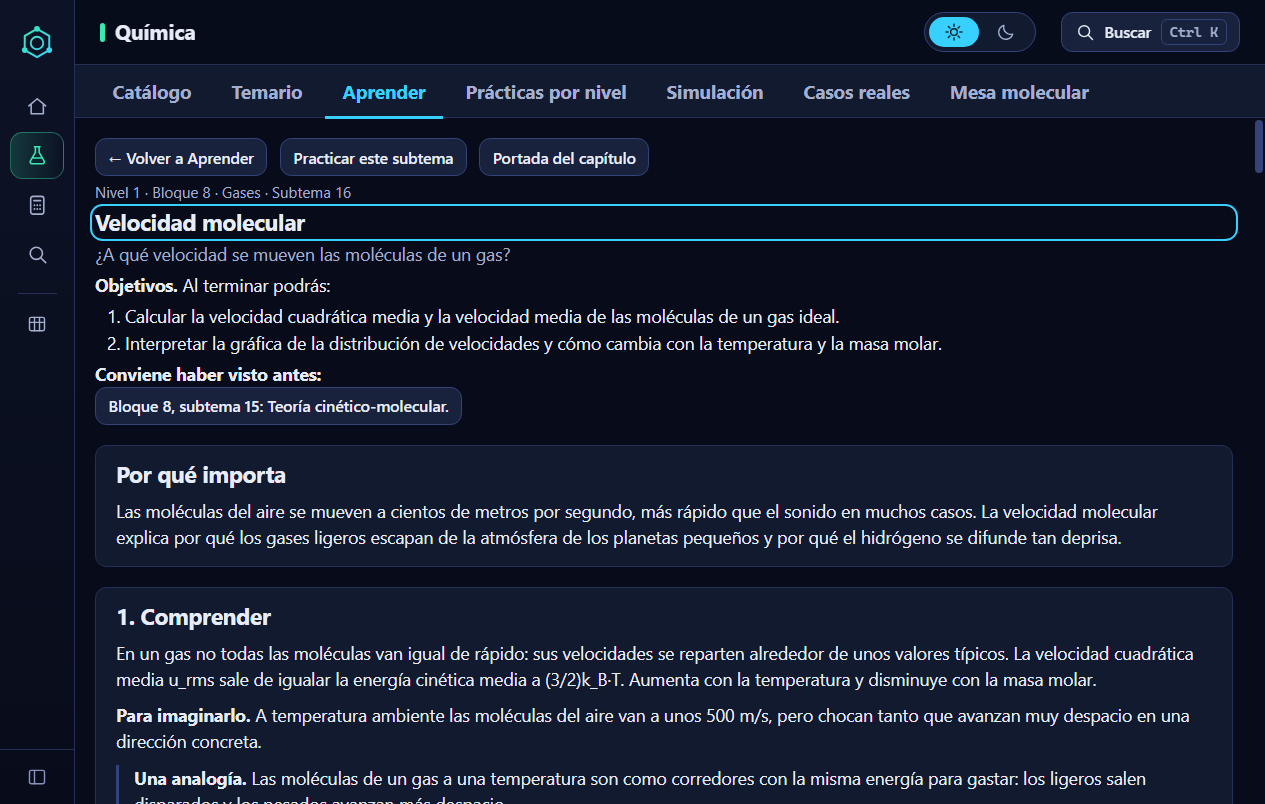 Química
Buscar Ctrl K
Catálogo Temario Aprender Prácticas por nivel Simulación Casos reales Mesa molecular
← Volver a Aprender Practicar este subtema Portada del capítulo
Nivel 1 · Bloque 8 · Gases · Subtema 16
Velocidad molecular
¿A qué velocidad se mueven las moléculas de un gas?
Objetivos. Al terminar podrás:
1. Calcular la velocidad cuadrática media y la velocidad media de las moléculas de un gas ideal.
2. Interpretar la gráfica de la distribución de velocidades y cómo cambia con la temperatura y la masa molar.
Conviene haber visto antes:
Bloque 8, subtema 15: Teoría cinético-molecular.
Por qué importa
Las moléculas del aire se mueven a cientos de metros por segundo, más rápido que el sonido en muchos casos. La velocidad molecular
explica por qué los gases ligeros escapan de la atmósfera de los planetas pequeños y por qué el hidrógeno se difunde tan deprisa.
1. Comprender
En un gas no todas las moléculas van igual de rápido: sus velocidades se reparten alrededor de unos valores típicos. La velocidad cuadrática
media u_rms sale de igualar la energía cinética media a (3/2)k_B·T. Aumenta con la temperatura y disminuye con la masa molar.
Para imaginarlo. A temperatura ambiente las moléculas del aire van a unos 500 m/s, pero chocan tanto que avanzan muy despacio en una
dirección concreta.
Una analogía. Las moléculas de un gas a una temperatura son como corredores con la misma energía para gastar: los ligeros salen
disparados y los pesados avanzan más despacio.